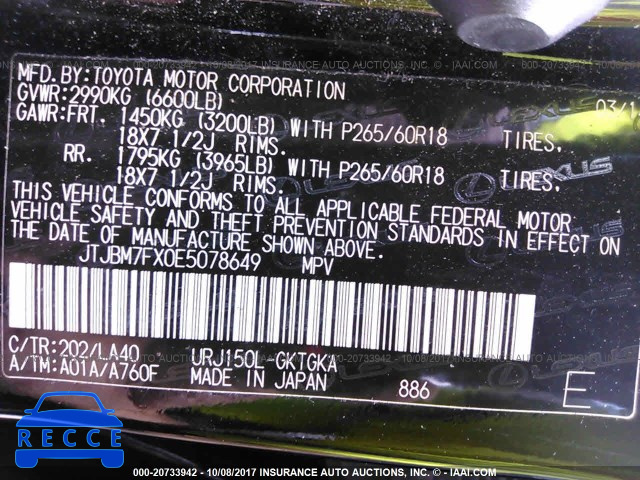 MFD.BY:TOYOTA MOTOR CORPORATION
GVWR:2990KG (6600LB)
GAWR:FRT. 1450KG (3200LB) WITH P265/60R18 TIRES,
18X7 1/2J RIMS.
RR. 1795KG (3965LB) WITH P265/60R18 TIRES,
18X7 1/2J RIMS.
THIS VEHICLE CONFORMS TO ALL APPLICABLE FEDERAL MOTOR
VEHICLE SAFETY AND THEFT PREVENTION STANDARDS IN EFFECT ON
THE DATE OF MANUFACTURE SHOWN ABOVE.
JTJBM7FX0E5078649 MPV
C/TR:202/LA40 URJ150L-GKTGKA
A/TM:A01A/A760F MADE IN JAPAN 886 E
RECCE
000-20733942 - 10/08/2017 INSURANCE AUTO AUCTIONS, INC. - IAAI.COM